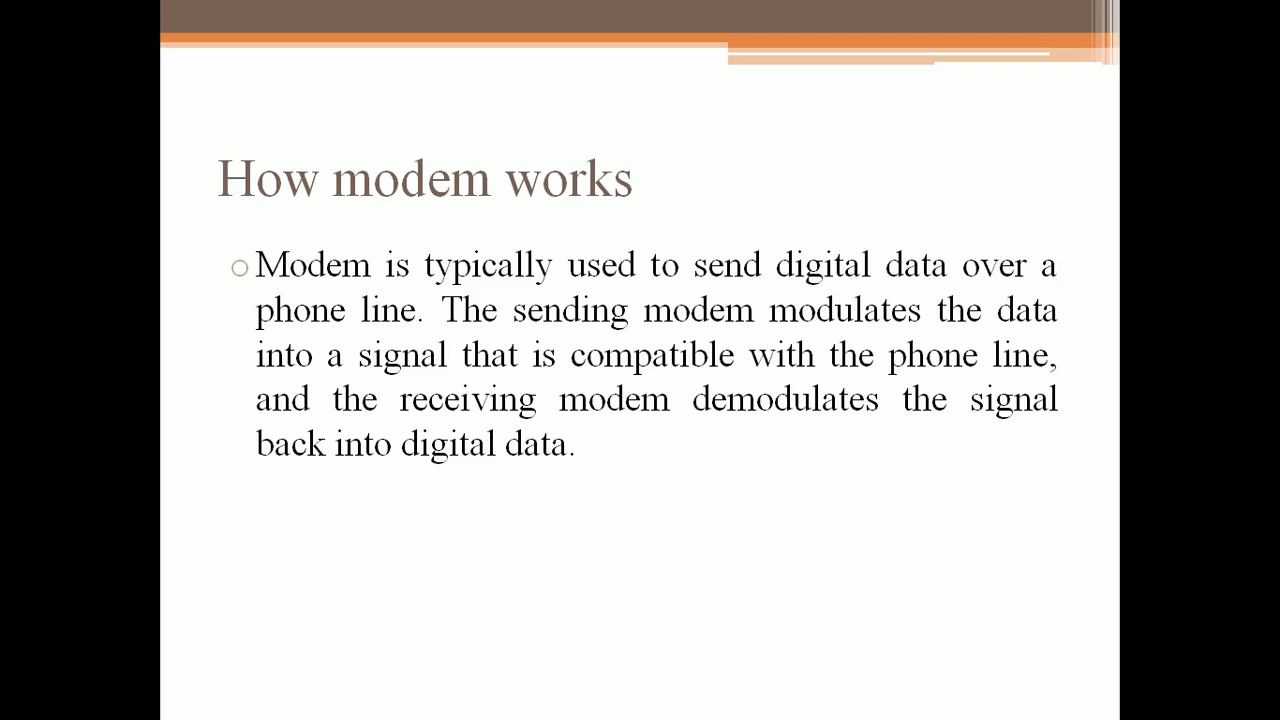 How modem works
Modem is typically used to send digital data over a
phone line. The sending modem modulates the data
into a signal that is compatible with the phone line,
and the receiving modem demodulates the signal
back into digital data.